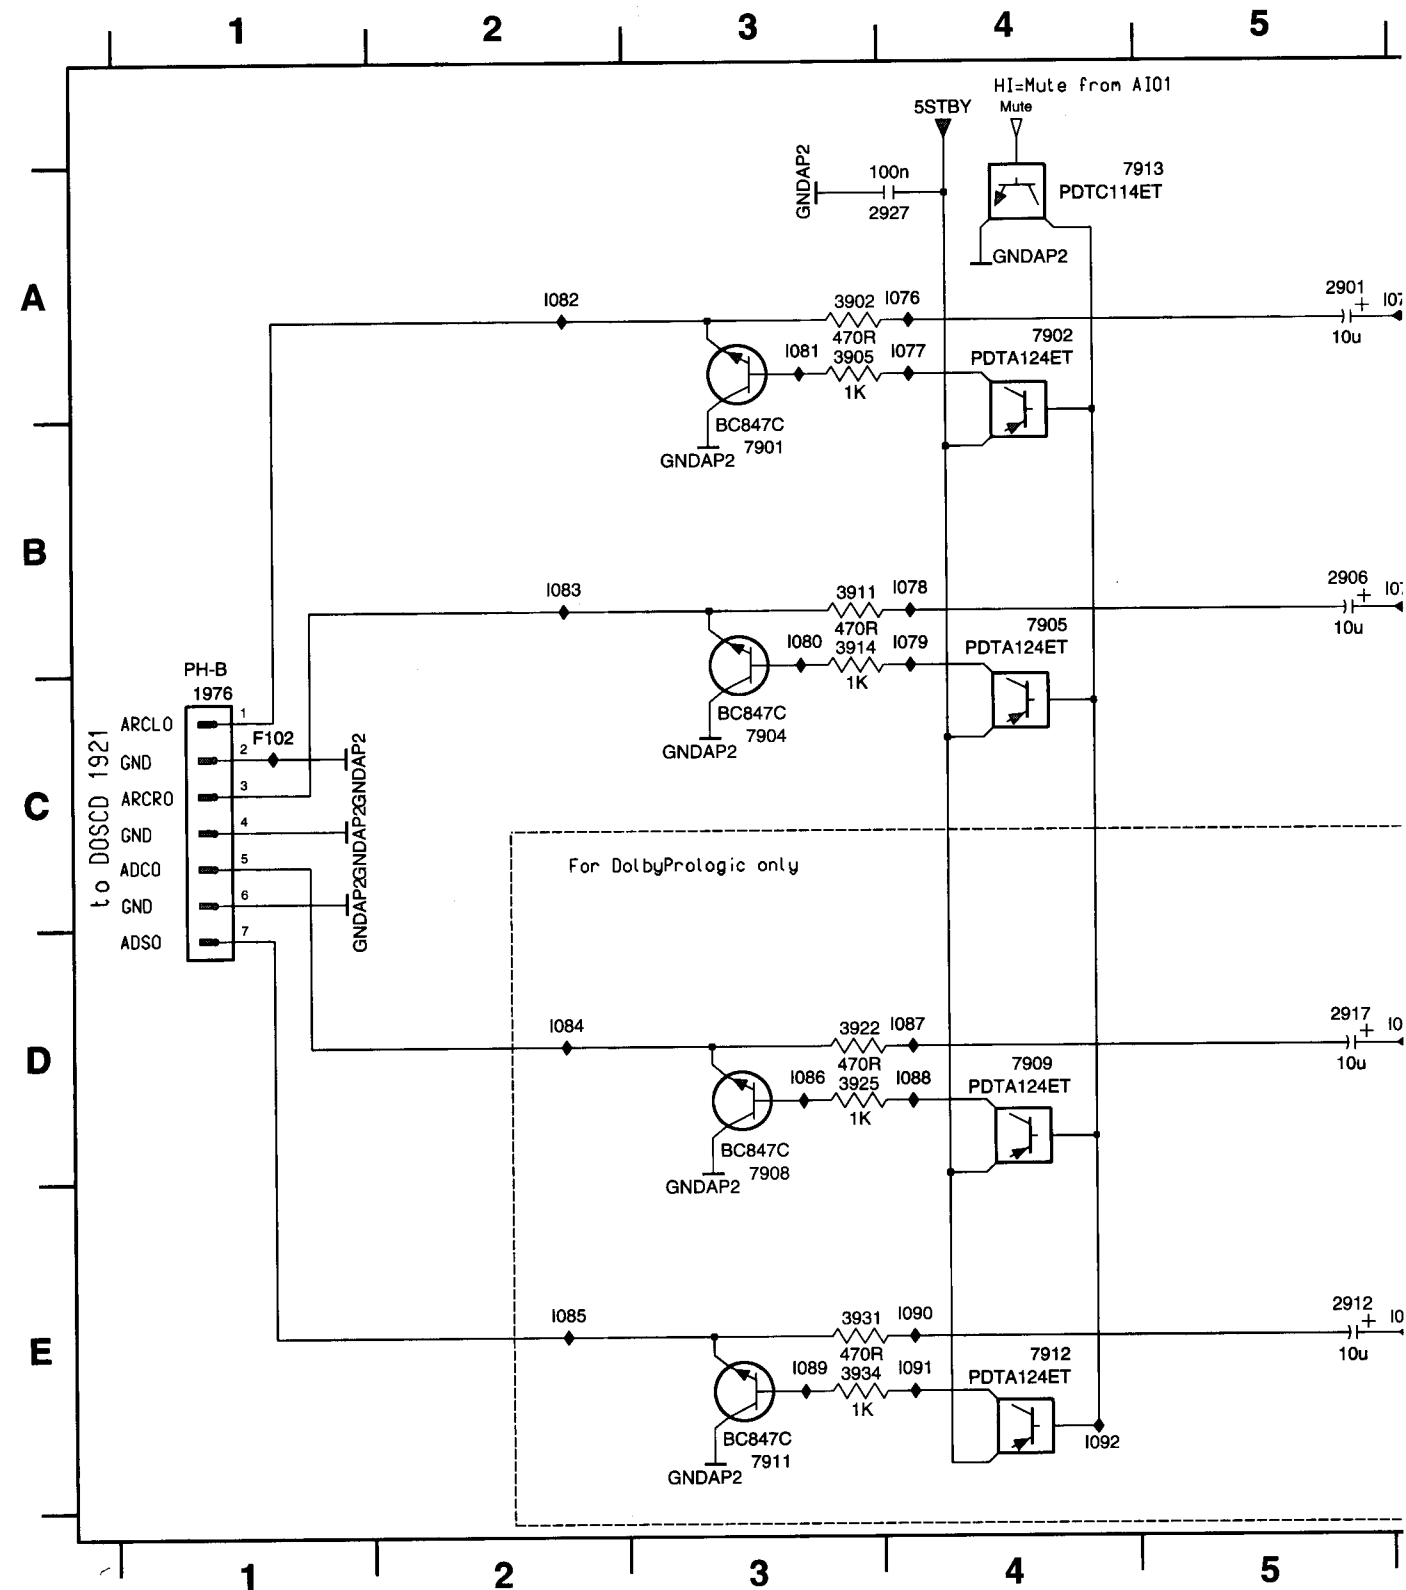 1 2 3 4 5
HI=Mute from AIO1
5STBY
Mute
GNDAP2
100n
2927
7913
PDTC114ET
GNDAP2
A
I082
3902
I076
470R
2901
+
10u
I081
3905
I077
1K
7902
PDTA124ET
BC847C
7901
GNDAP2
B
I083
3911
I078
470R
2906
+
10u
I080
3914
I079
1K
7905
PDTA124ET
BC847C
7904
GNDAP2
PH-B
1976
to DOSCD 1921
C
ARCLO 1
GND 2
F102
GNDAP2
ARCRO 3
GND 4
GNDAP2
ADCO 5
GND 6
GNDAP2
ADSO 7
For DolbyPrologic only
D
I084
3922
I087
470R
2917
+
10u
I086
3925
I088
1K
7909
PDTA124ET
BC847C
7908
GNDAP2
E
I085
3931
I090
470R
2912
+
10u
I089
3934
I091
1K
7912
PDTA124ET
I092
BC847C
7911
GNDAP2
1 2 3 4 5